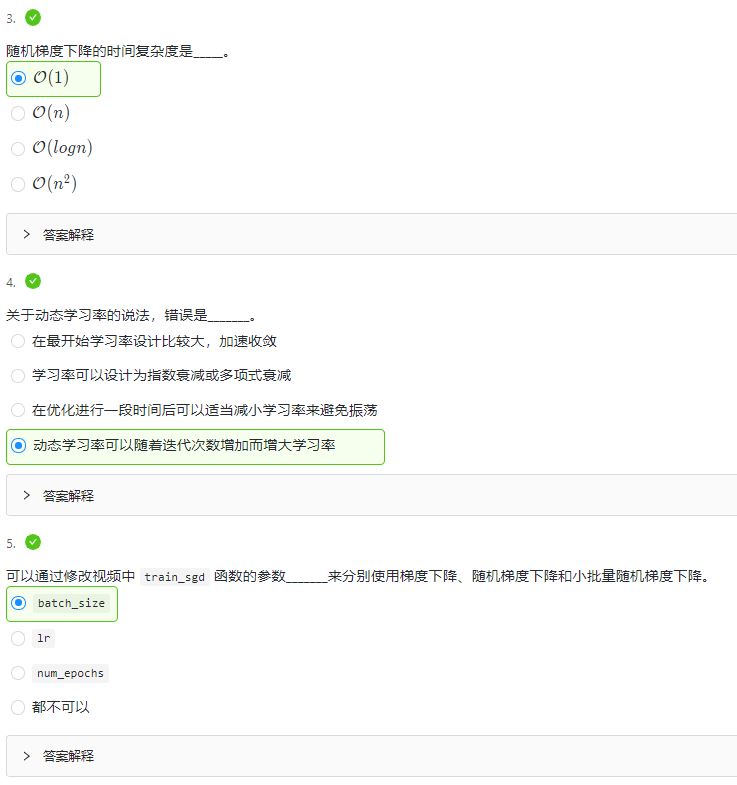 3.
随机梯度下降的时间复杂度是_____。
O(1)
O(n)
O(logn)
O(n²)
> 答案解释
4.
关于动态学习率的说法，错误是_______。
在最开始学习率设计比较大，加速收敛
学习率可以设计为指数衰减或多项式衰减
在优化进行一段时间后可以适当减小学习率来避免振荡
动态学习率可以随着迭代次数增加而增大学习率
> 答案解释
5.
可以通过修改视频中 train_sgd 函数的参数_______来分别使用梯度下降、随机梯度下降和小批量随机梯度下降。
batch_size
lr
num_epochs
都不可以
> 答案解释